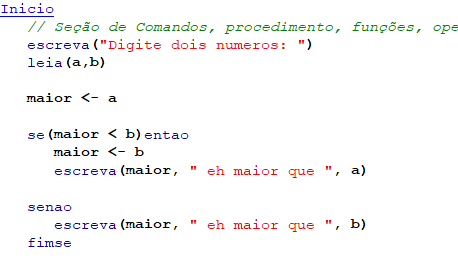 Inicio
// Seção de Comandos, procedimento, funções, ope
escreva("Digite dois numeros: ")
leia(a,b)
maior <- a
se(maior < b)entao
maior <- b
escreva(maior, " eh maior que ", a)
senao
escreva(maior, " eh maior que ", b)
fimse